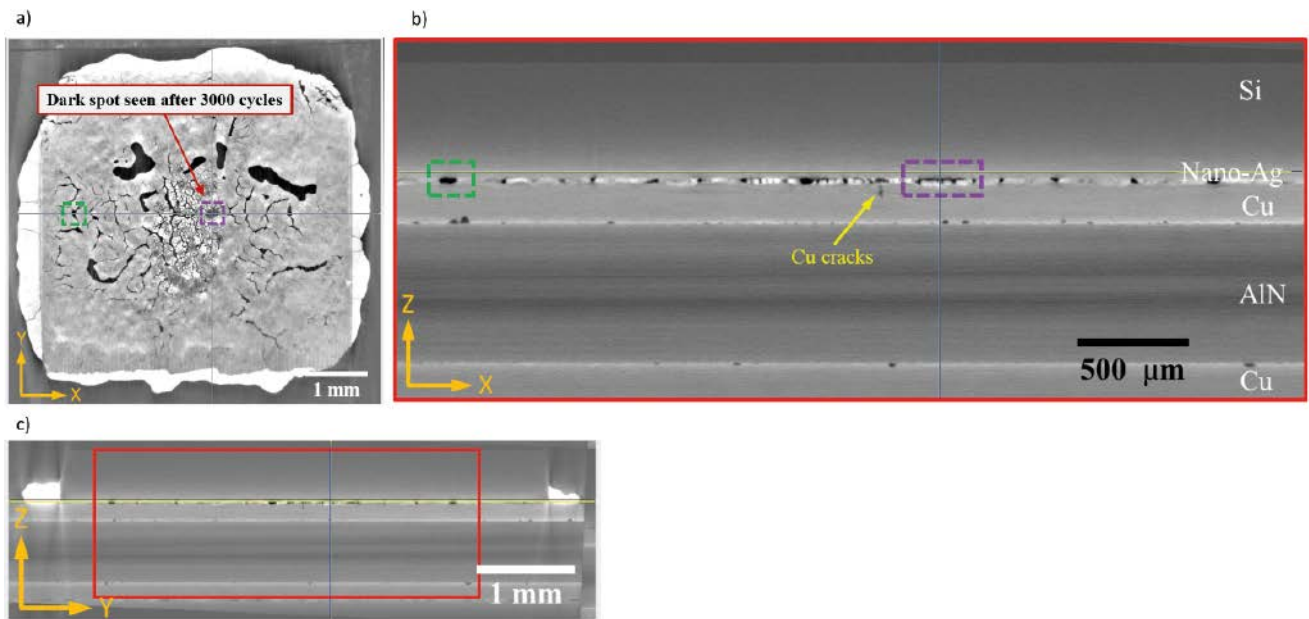 a)
Dark spot seen after 3000 cycles
Y
X
1 mm
b)
Si
Nano-Ag
Cu
Cu cracks
AlN
Z
X
500 μm
Cu
c)
Z
Y
1 mm